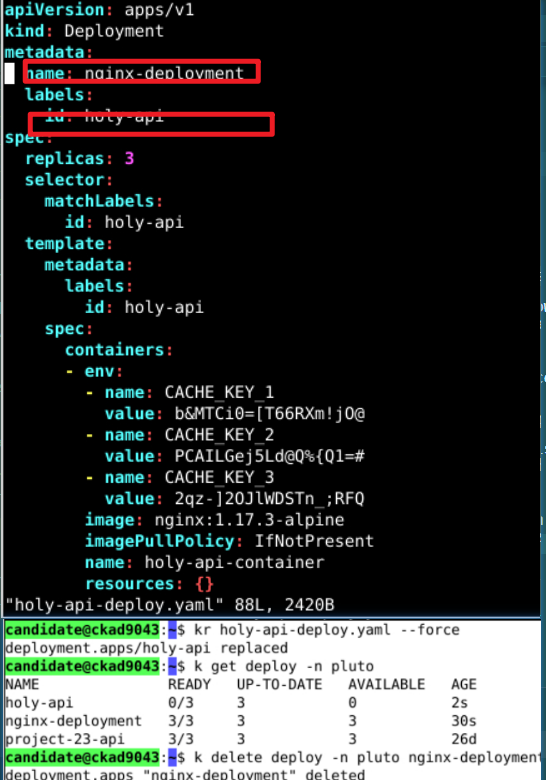 apiVersion: apps/v1
kind: Deployment
metadata:
name: nginx-deployment
labels:
id: holy-api
spec:
replicas: 3
selector:
matchLabels:
id: holy-api
template:
metadata:
labels:
id: holy-api
spec:
containers:
- env:
- name: CACHE_KEY_1
value: b&MTCi0=[T66RXm!jO@
- name: CACHE_KEY_2
value: PCAILGej5Ld@Q%{Q1=#
- name: CACHE_KEY_3
value: 2qz-]2OJlWDSTn_;RFQ
image: nginx:1.17.3-alpine
imagePullPolicy: IfNotPresent
name: holy-api-container
resources: {}
"holy-api-deploy.yaml" 88L, 2420B
candidate@ckad9043:~$ kr holy-api-deploy.yaml --force
deployment.apps/holy-api replaced
candidate@ckad9043:~$ k get deploy -n pluto
NAME READY UP-TO-DATE AVAILABLE AGE
holy-api 0/3 3 0 2s
nginx-deployment 3/3 3 3 30s
project-23-api 3/3 3 3 26d
candidate@ckad9043:~$ k delete deploy -n pluto nginx-deployment
deployment.apps "nginx-deployment" deleted